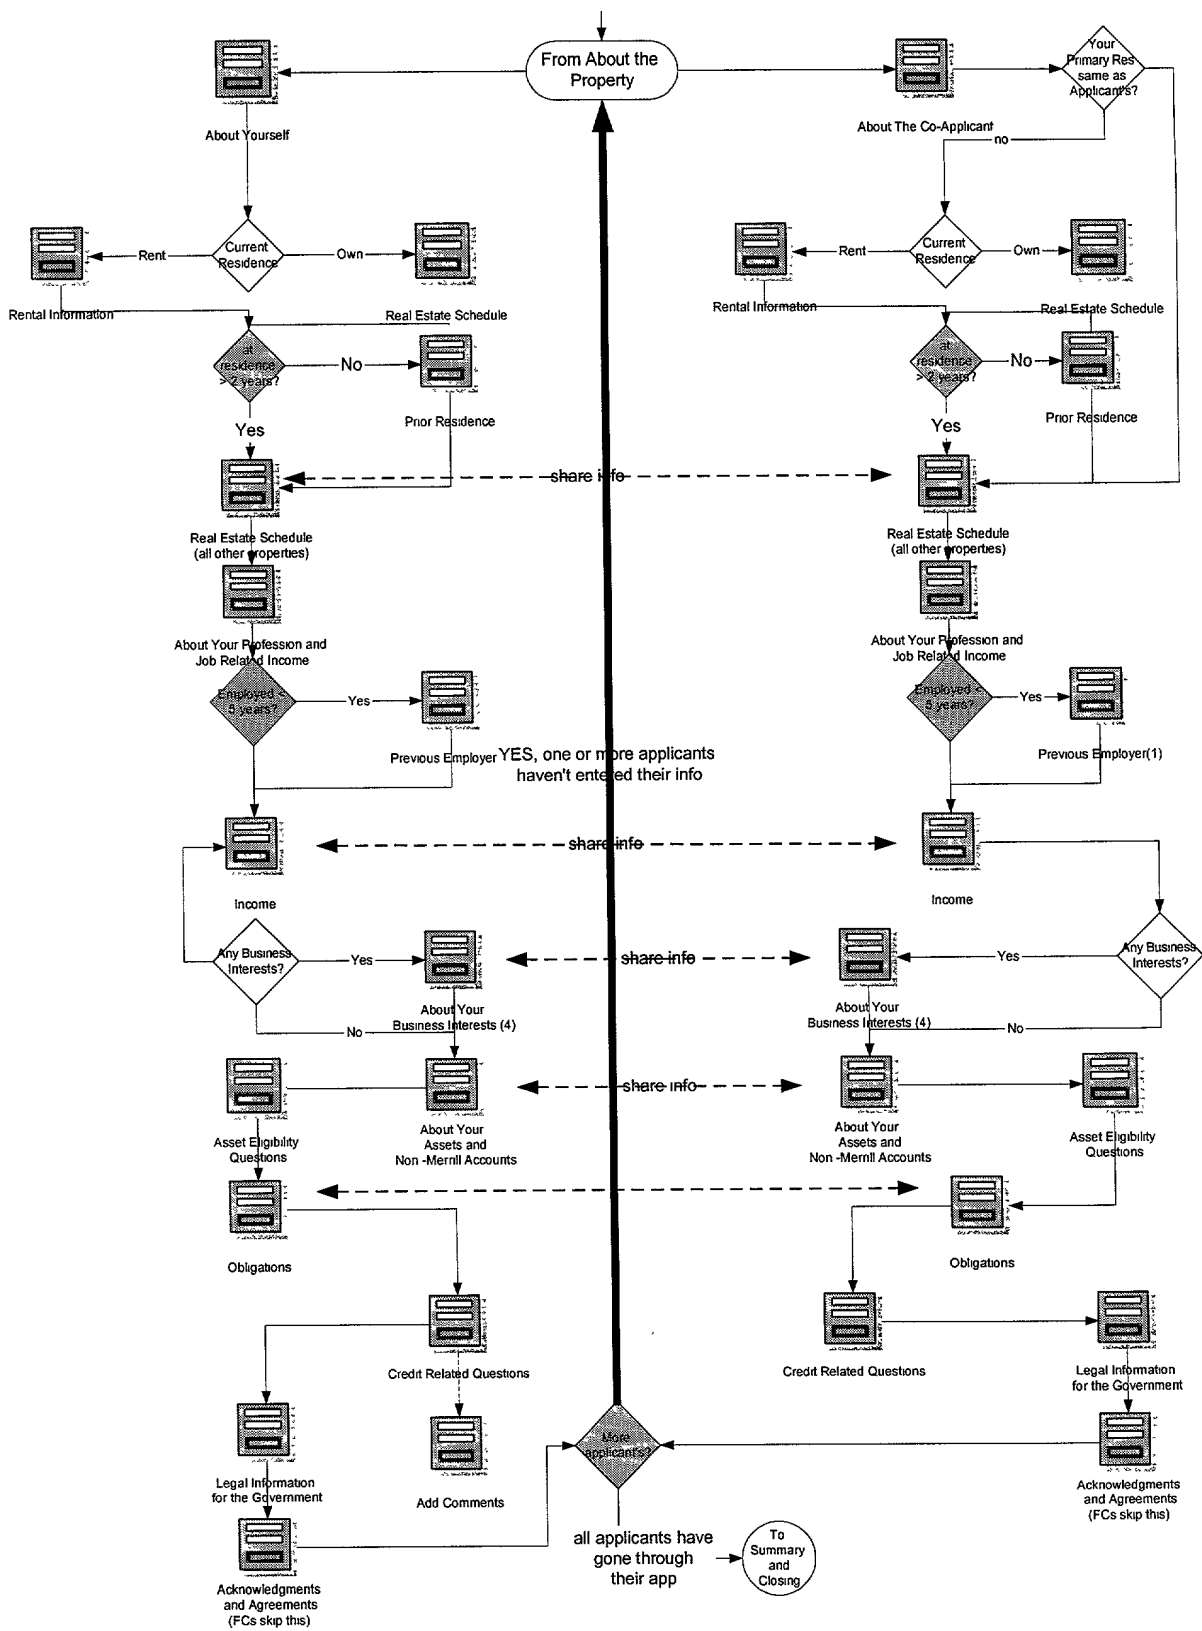 From About the
Property
Your
Primary Res
same as
Applicant's?
About Yourself
About The Co-Applicant
no
Current
Residence
Rent
Own
Current
Residence
Rent
Own
Rental Information
Real Estate Schedule
Rental Information
Real Estate Schedule
at
residence
> 2 years?
No
at
residence
> 2 years?
No
Prior Residence
Prior Residence
Yes
Yes
share info
Real Estate Schedule
(all other properties)
Real Estate Schedule
(all other properties)
About Your Profession and
Job Related Income
About Your Profession and
Job Related Income
Employed <
5 years?
Yes
Employed <
5 years?
Yes
Previous Employer
YES, one or more applicants
haven't entered their info
Previous Employer(1)
share info
Income
Income
Any Business
Interests?
Yes
share info
Yes
Any Business
Interests?
About Your
Business Interests (4)
No
About Your
Business Interests (4)
No
share info
Asset Eligibility
Questions
About Your
Assets and
Non -Merrill Accounts
About Your
Assets and
Non -Merrill Accounts
Asset Eligibility
Questions
Obligations
Obligations
Credit Related Questions
Credit Related Questions
Legal Information
for the Government
More
applicant's?
Legal Information
for the Government
Add Comments
Acknowledgments
and Agreements
(FCs skip this)
all applicants have
gone through
their app
To
Summary
and
Closing
Acknowledgments
and Agreements
(FCs skip this)